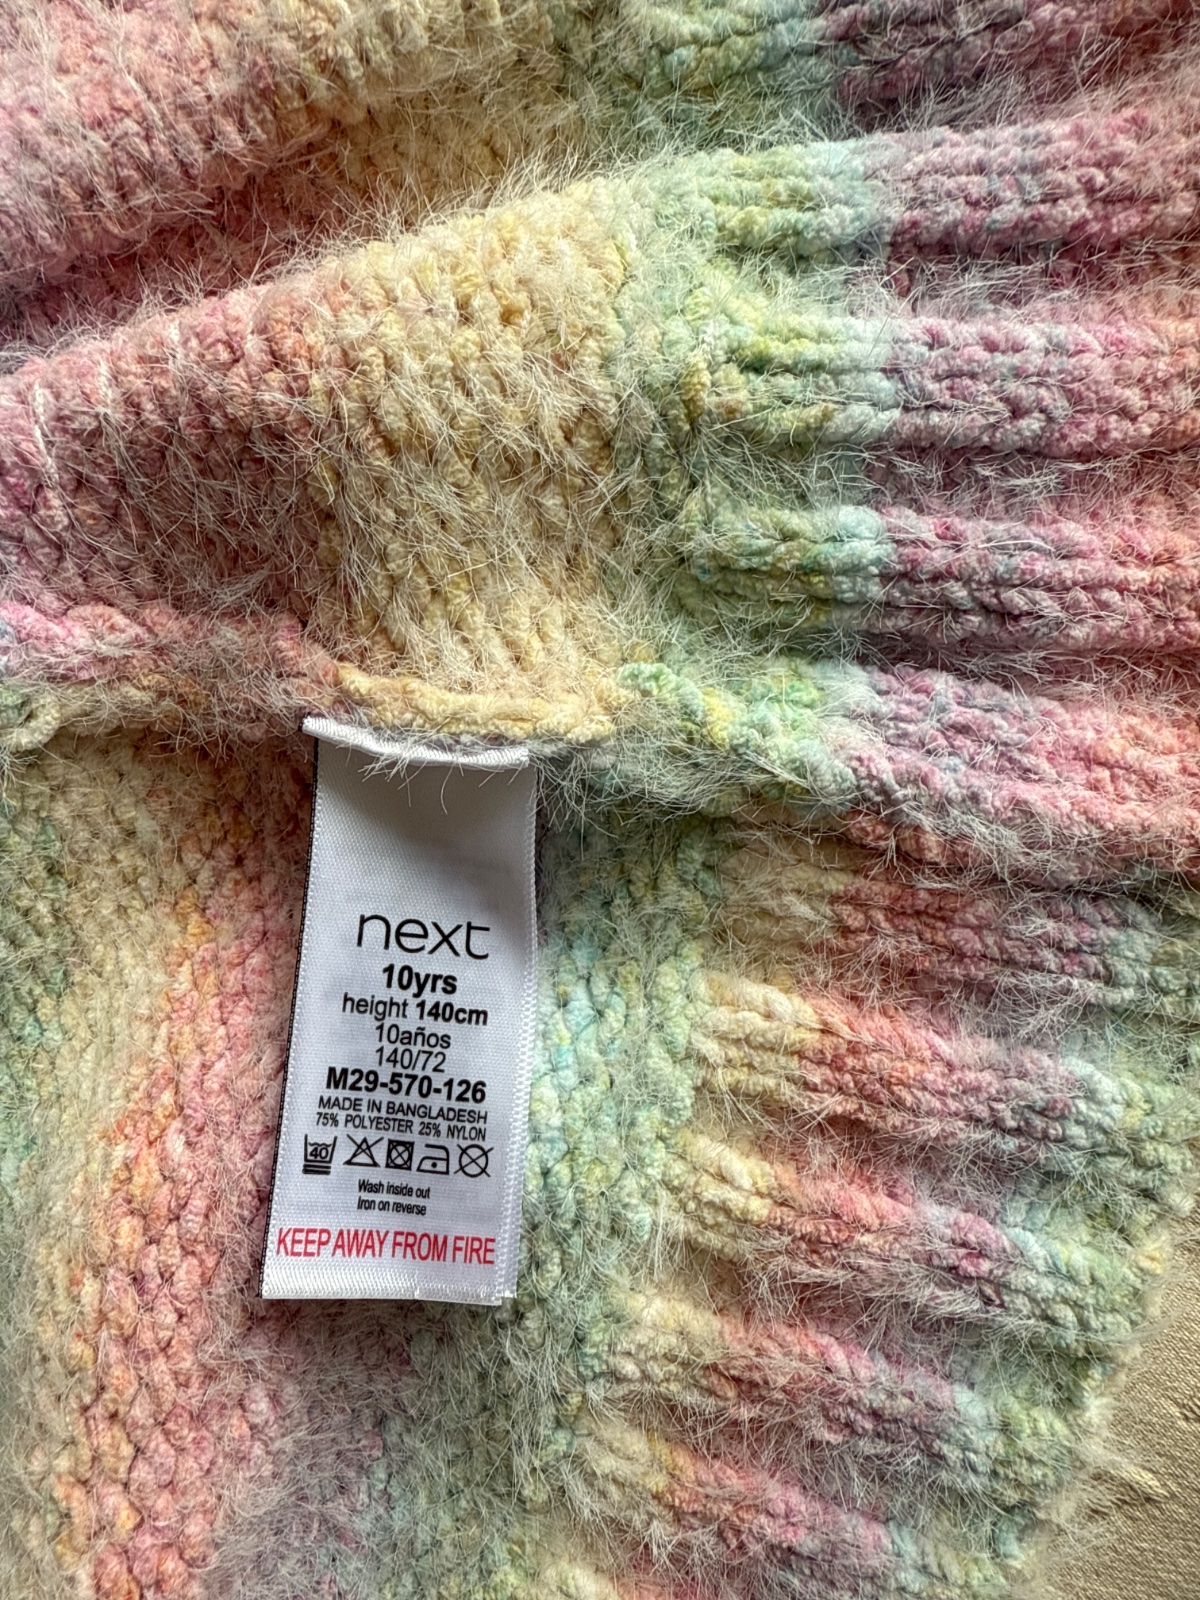 next
10yrs
height 140cm
10años
140/72
M29-570-126
MADE IN BANGLADESH
75% POLYESTER 25% NYLON
40
Wash inside out
Iron on reverse
KEEP AWAY FROM FIRE